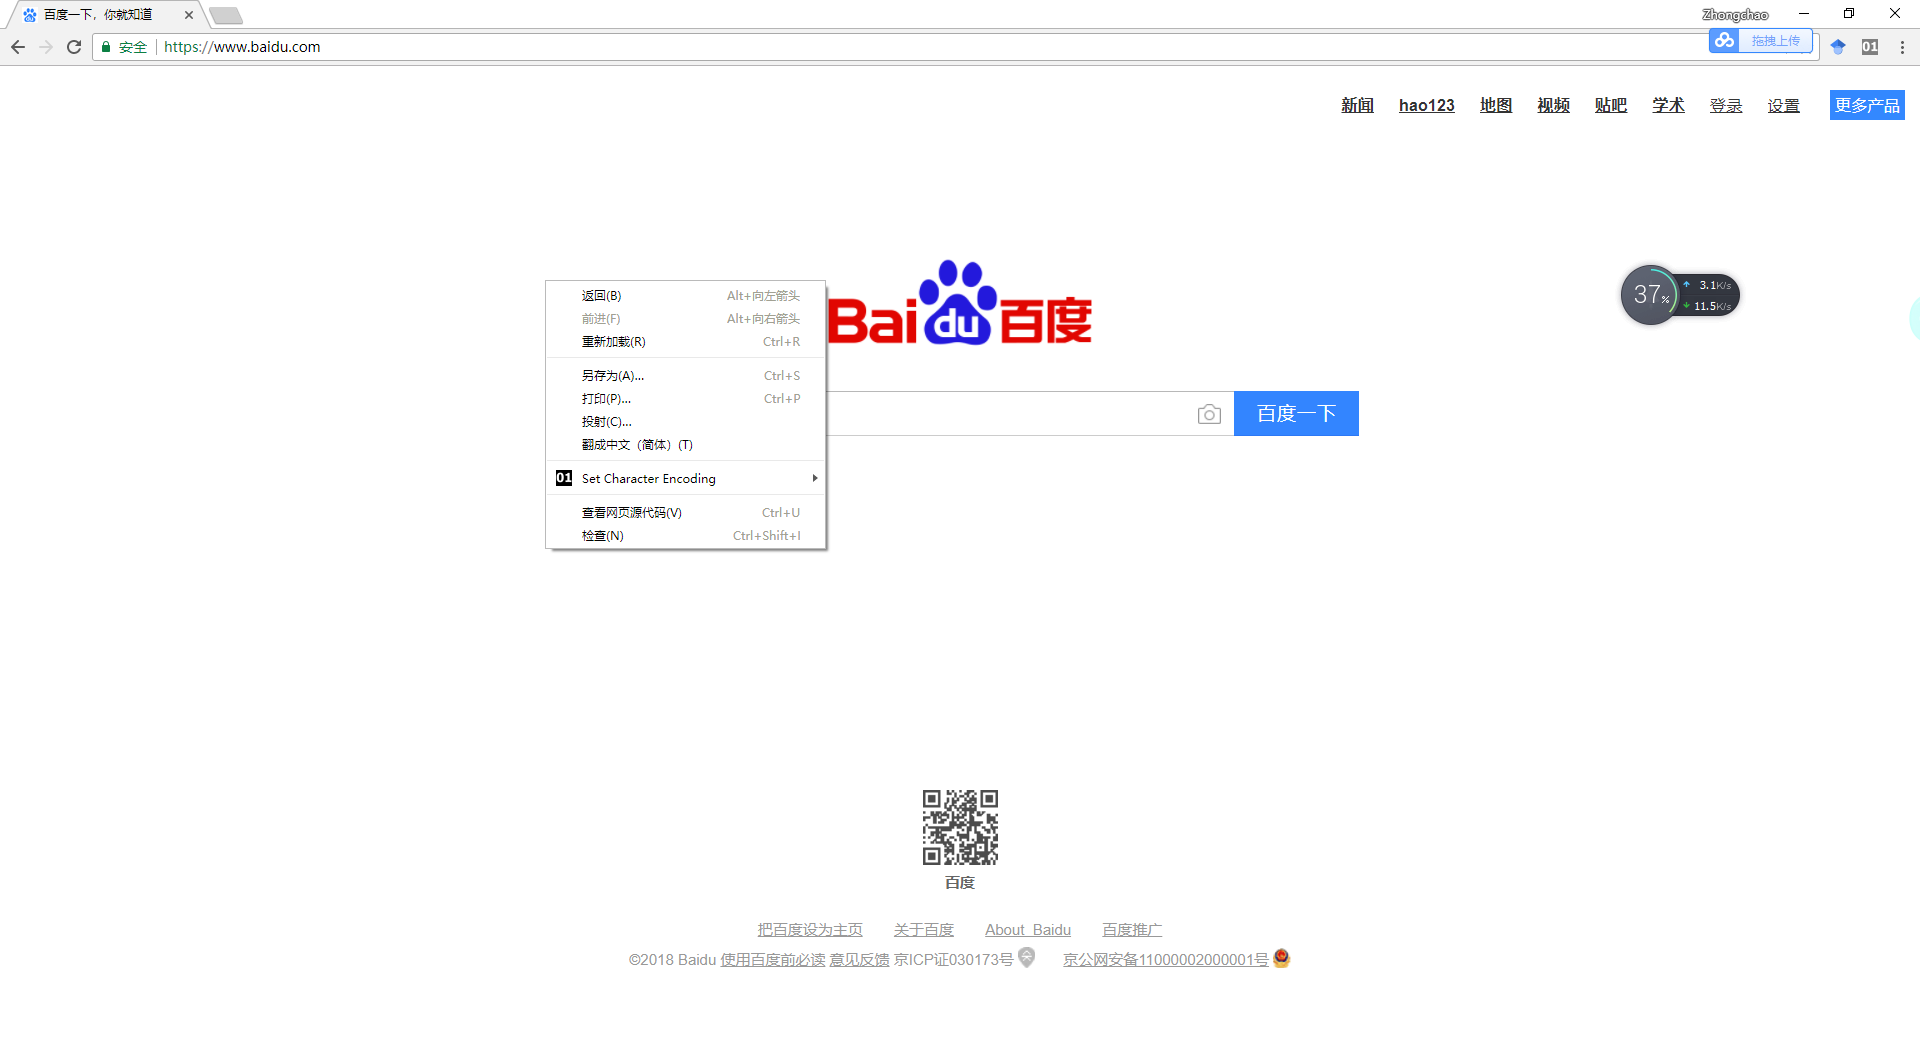 百度一下，你就知道
Zhongchao
安全 https://www.baidu.com
拖拽上传
01
新闻 hao123 地图 视频 贴吧 学术 登录 设置 更多产品
Bai du 百度
37% 3.1K/s
11.5K/s
返回(B) Alt+向左箭头
前进(F) Alt+向右箭头
重新加载(R) Ctrl+R
另存为(A)... Ctrl+S
打印(P)... Ctrl+P
投射(C)...
翻成中文（简体）(T)
01 Set Character Encoding
查看网页源代码(V) Ctrl+U
检查(N) Ctrl+Shift+I
百度一下
百度
把百度设为主页 关于百度 About Baidu 百度推广
©2018 Baidu 使用百度前必读 意见反馈 京ICP证030173号 京公网安备11000002000001号